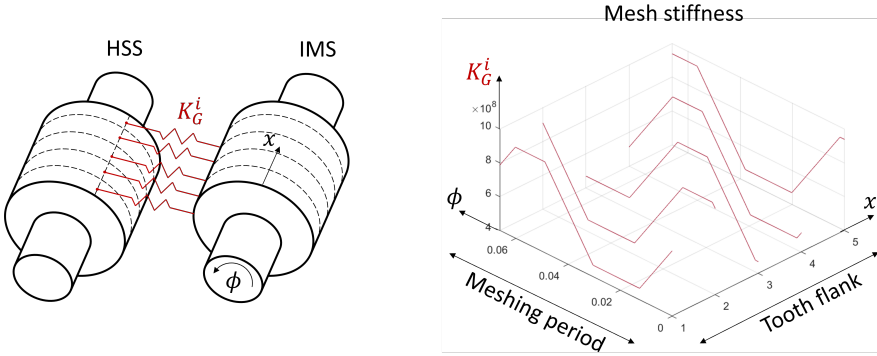 HSS
IMS
K_G^i
x
ϕ
Mesh stiffness
K_G^i
×10^8
10
8
6
4
ϕ
0.06
0.04
0.02
0
1
2
3
4
5
x
Meshing period
Tooth flank